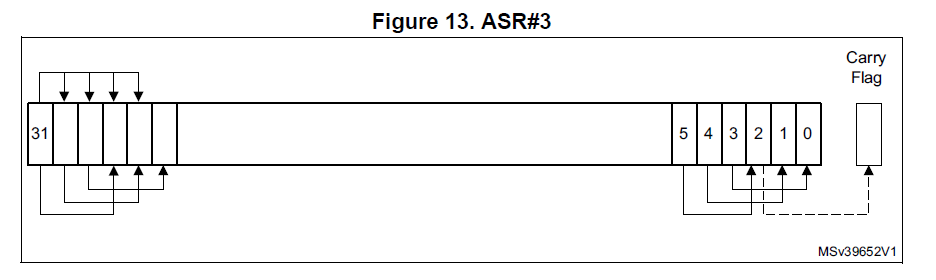 Figure 13. ASR#3
Carry
Flag
31
5 4 3 2 1 0
MSv39652V1